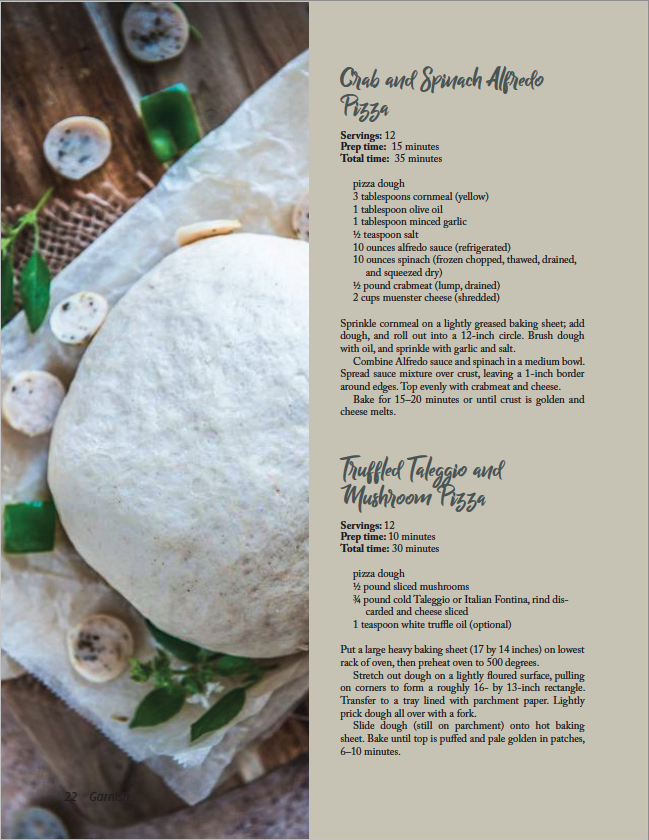 Crab and Spinach Alfredo
Pizza
Servings: 12
Prep time: 15 minutes
Total time: 35 minutes
pizza dough
3 tablespoons cornmeal (yellow)
1 tablespoon olive oil
1 tablespoon minced garlic
½ teaspoon salt
10 ounces alfredo sauce (refrigerated)
10 ounces spinach (frozen chopped, thawed, drained,
and squeezed dry)
½ pound crabmeat (lump, drained)
2 cups muenster cheese (shredded)
Sprinkle cornmeal on a lightly greased baking sheet; add
dough, and roll out into a 12-inch circle. Brush dough
with oil, and sprinkle with garlic and salt.
Combine Alfredo sauce and spinach in a medium bowl.
Spread sauce mixture over crust, leaving a 1-inch border
around edges. Top evenly with crabmeat and cheese.
Bake for 15–20 minutes or until crust is golden and
cheese melts.
Truffled Taleggio and
Mushroom Pizza
Servings: 12
Prep time: 10 minutes
Total time: 30 minutes
pizza dough
½ pound sliced mushrooms
¾ pound cold Taleggio or Italian Fontina, rind dis-
carded and cheese sliced
1 teaspoon white truffle oil (optional)
Put a large heavy baking sheet (17 by 14 inches) on lowest
rack of oven, then preheat oven to 500 degrees.
Stretch out dough on a lightly floured surface, pulling
on corners to form a roughly 16- by 13-inch rectangle.
Transfer to a tray lined with parchment paper. Lightly
prick dough all over with a fork.
Slide dough (still on parchment) onto hot baking
sheet. Bake until top is puffed and pale golden in patches,
6–10 minutes.
22 Garnish